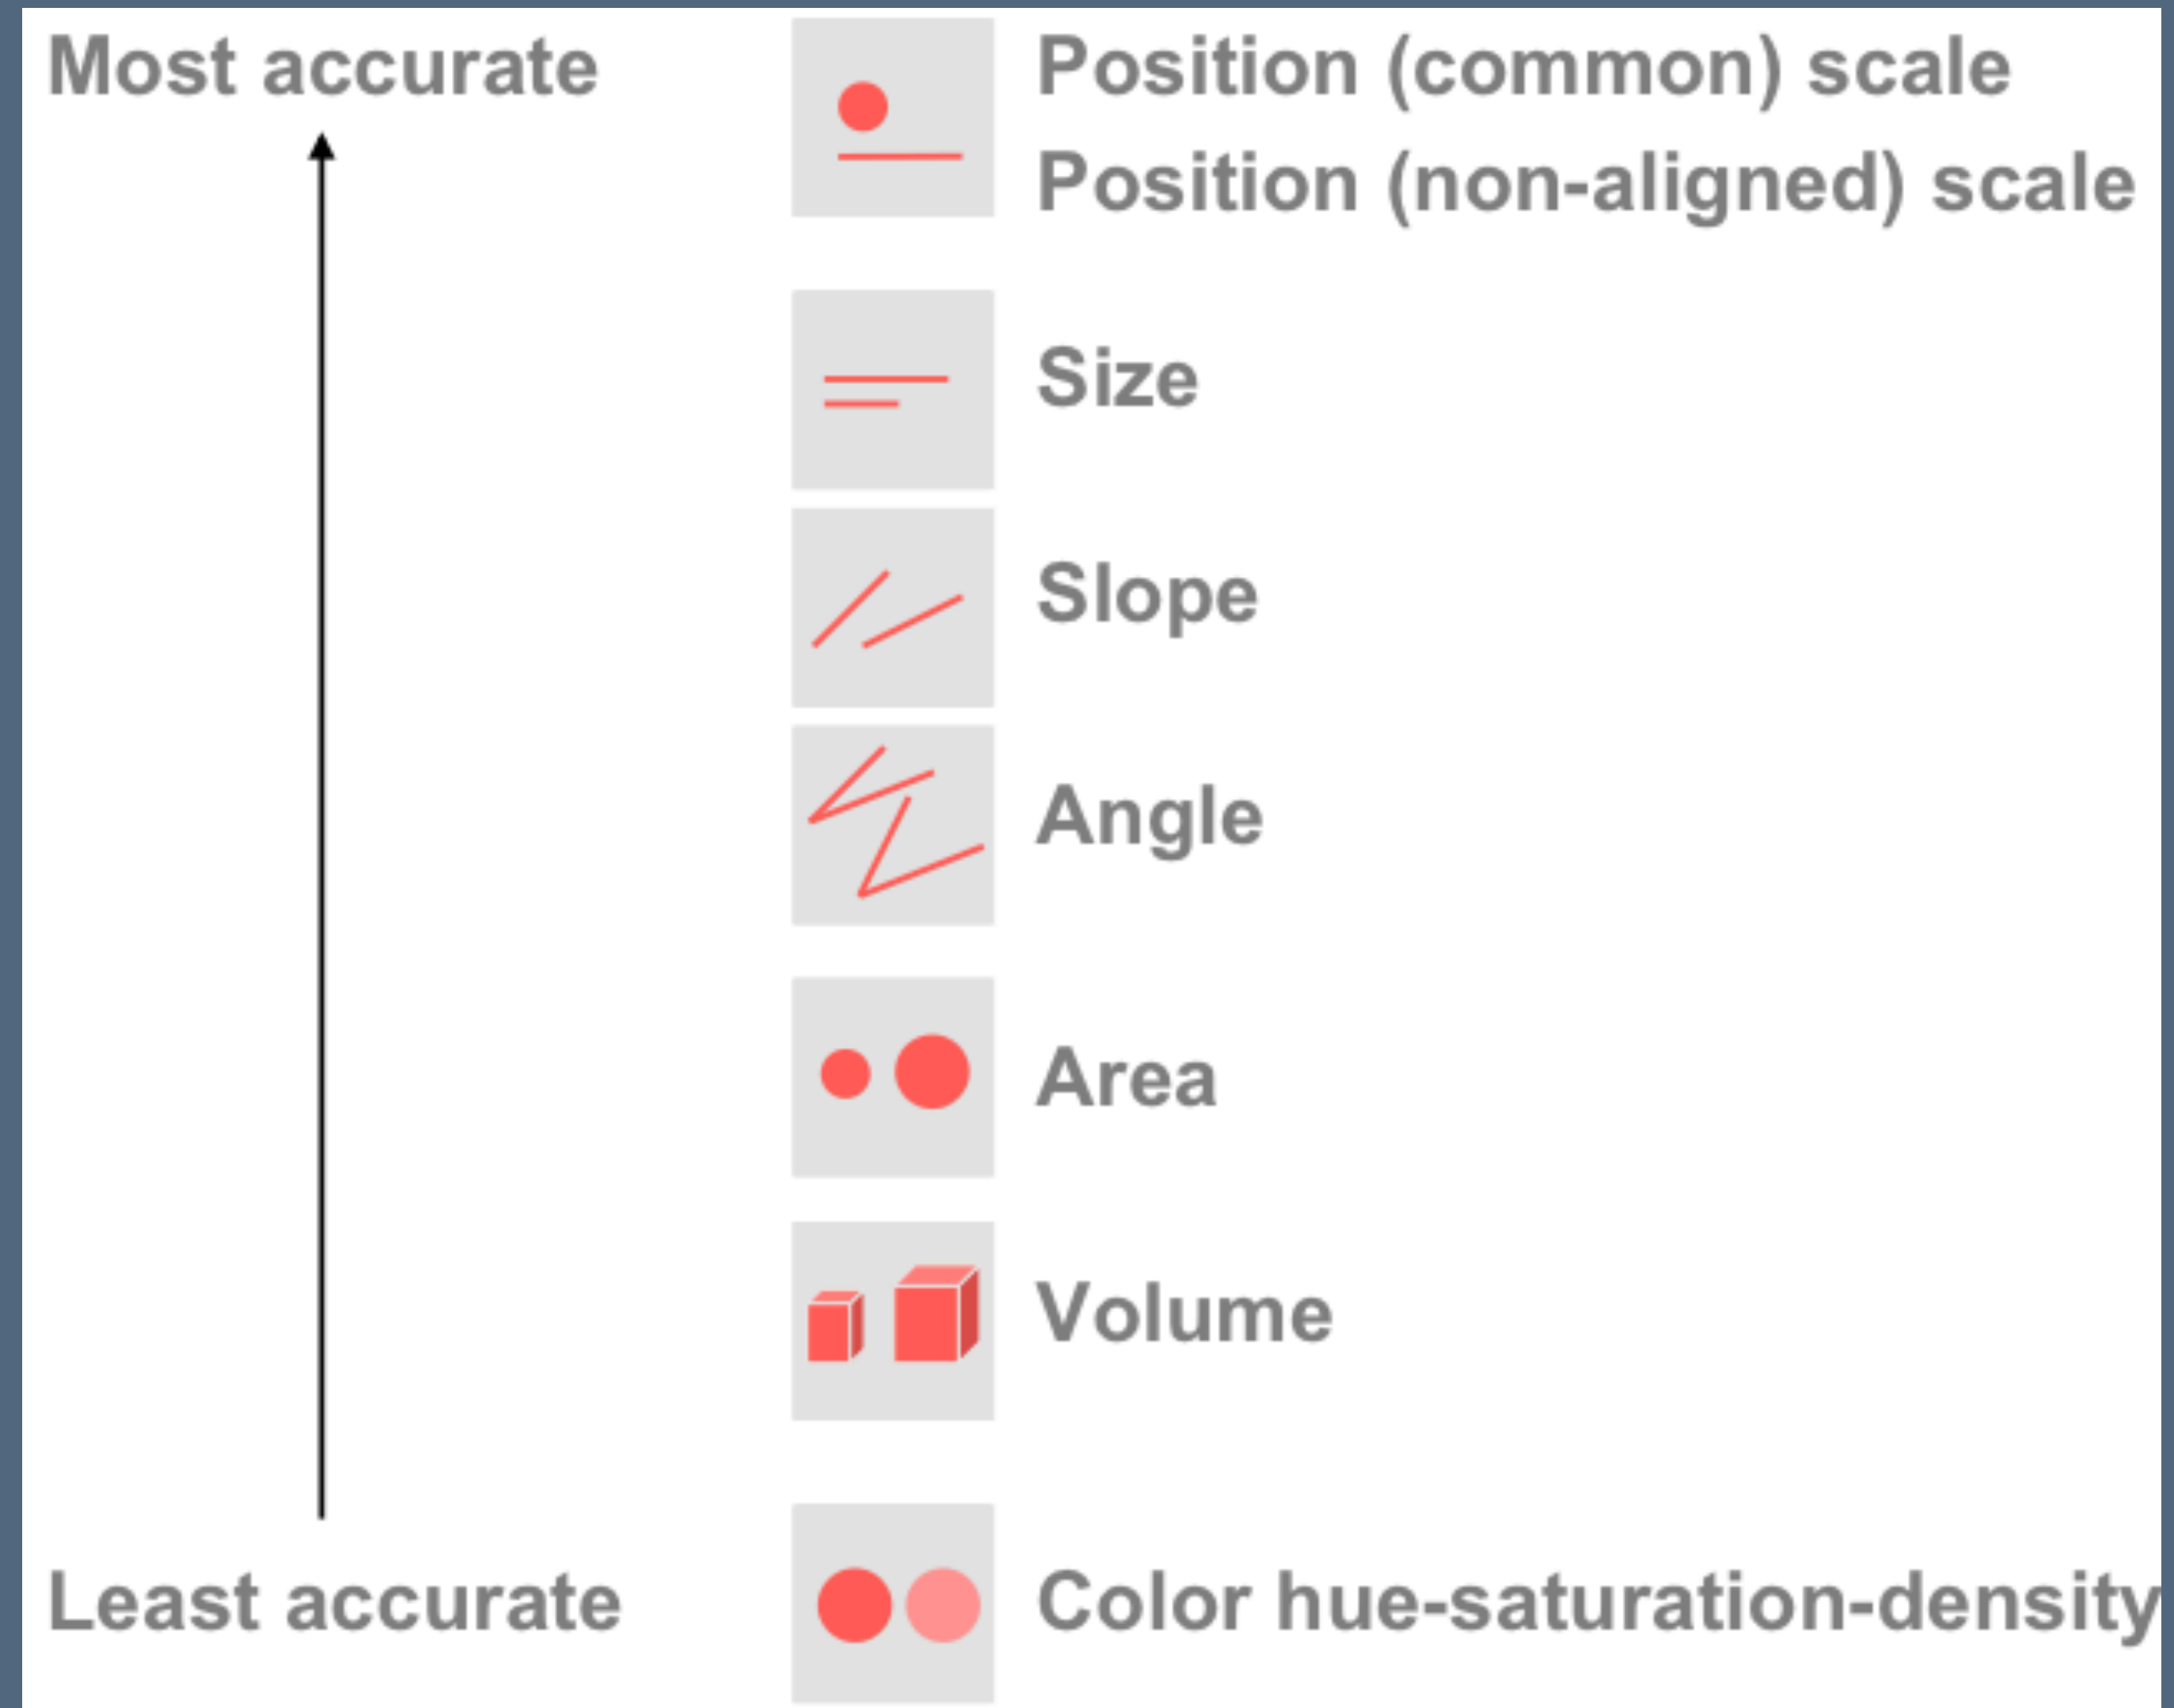 Most accurate
Position (common) scale
Position (non-aligned) scale
Size
Slope
Angle
Area
Volume
Least accurate
Color hue-saturation-density